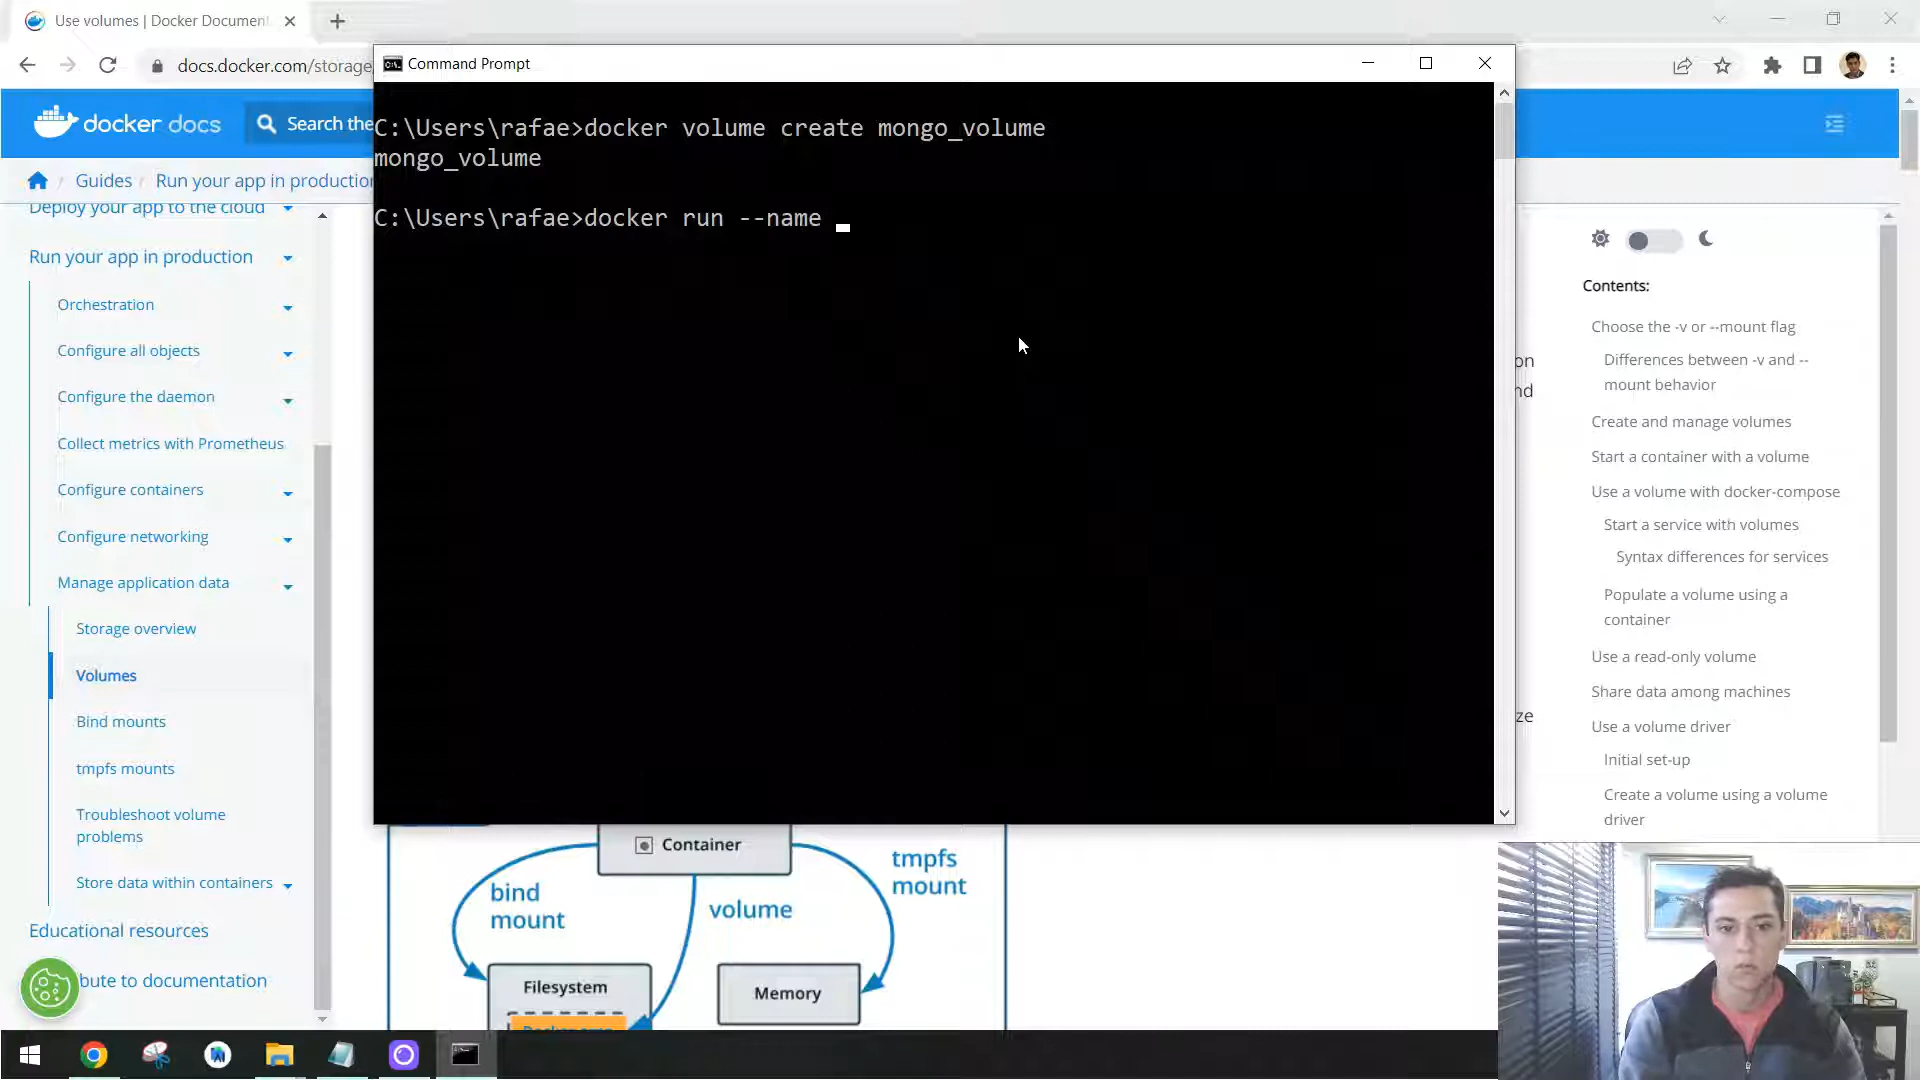 Use volumes | Docker Document
docs.docker.com/storage
Command Prompt
docker docs
Search the
C:\Users\rafae>docker volume create mongo_volume
mongo_volume
C:\Users\rafae>docker run --name
Guides
Run your app in production
Deploy your app to the cloud
Run your app in production
Orchestration
Configure all objects
Configure the daemon
Collect metrics with Prometheus
Configure containers
Configure networking
Manage application data
Storage overview
Volumes
Bind mounts
tmpfs mounts
Troubleshoot volume
problems
Store data within containers
Educational resources
bute to documentation
on
nd
ze
Contents:
Choose the -v or --mount flag
Differences between -v and --
mount behavior
Create and manage volumes
Start a container with a volume
Use a volume with docker-compose
Start a service with volumes
Syntax differences for services
Populate a volume using a
container
Use a read-only volume
Share data among machines
Use a volume driver
Initial set-up
Create a volume using a volume
driver
Container
bind
mount
volume
tmpfs
mount
Filesystem
Memory